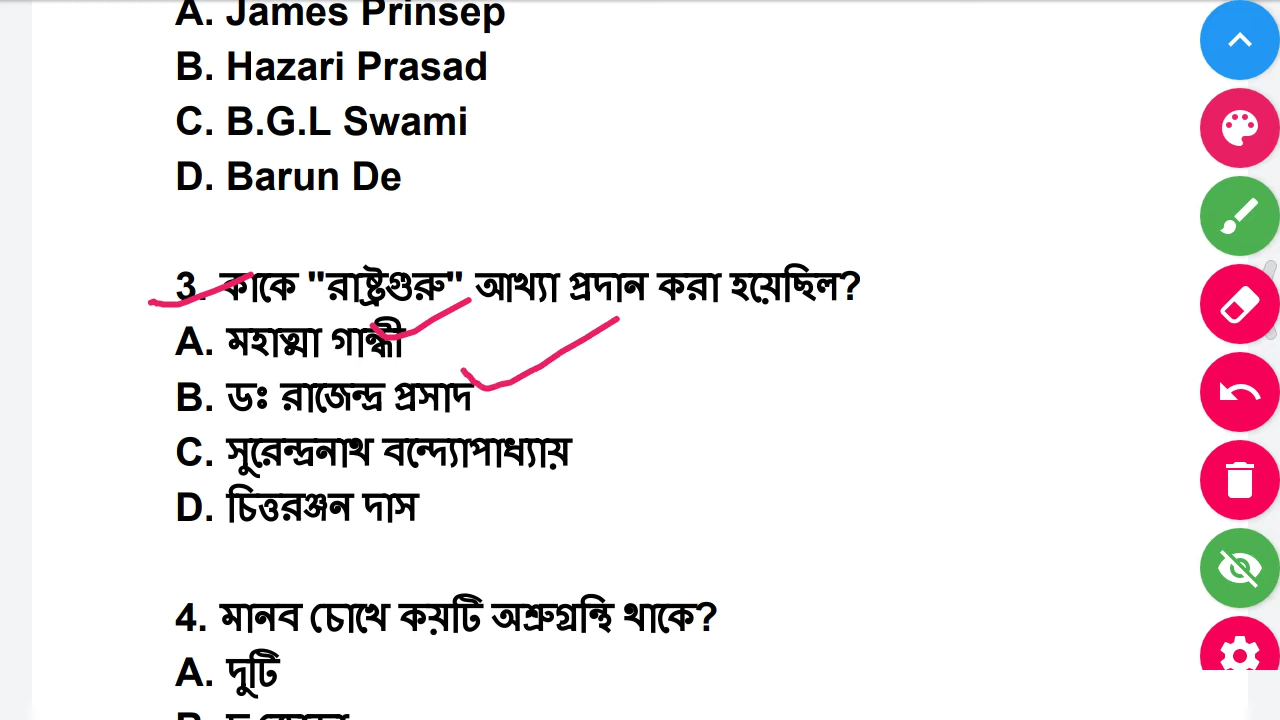 A. James Prinsep
B. Hazari Prasad
C. B.G.L Swami
D. Barun De
3. কাকে "রাষ্ট্রগুরু" আখ্যা প্রদান করা হয়েছিল?
A. মহাত্মা গান্ধী
B. ডঃ রাজেন্দ্র প্রসাদ
C. সুরেন্দ্রনাথ বন্দ্যোপাধ্যায়
D. চিত্তরঞ্জন দাস
4. মানব চোখে কয়টি অশ্রুগ্রন্থি থাকে?
A. দুটি